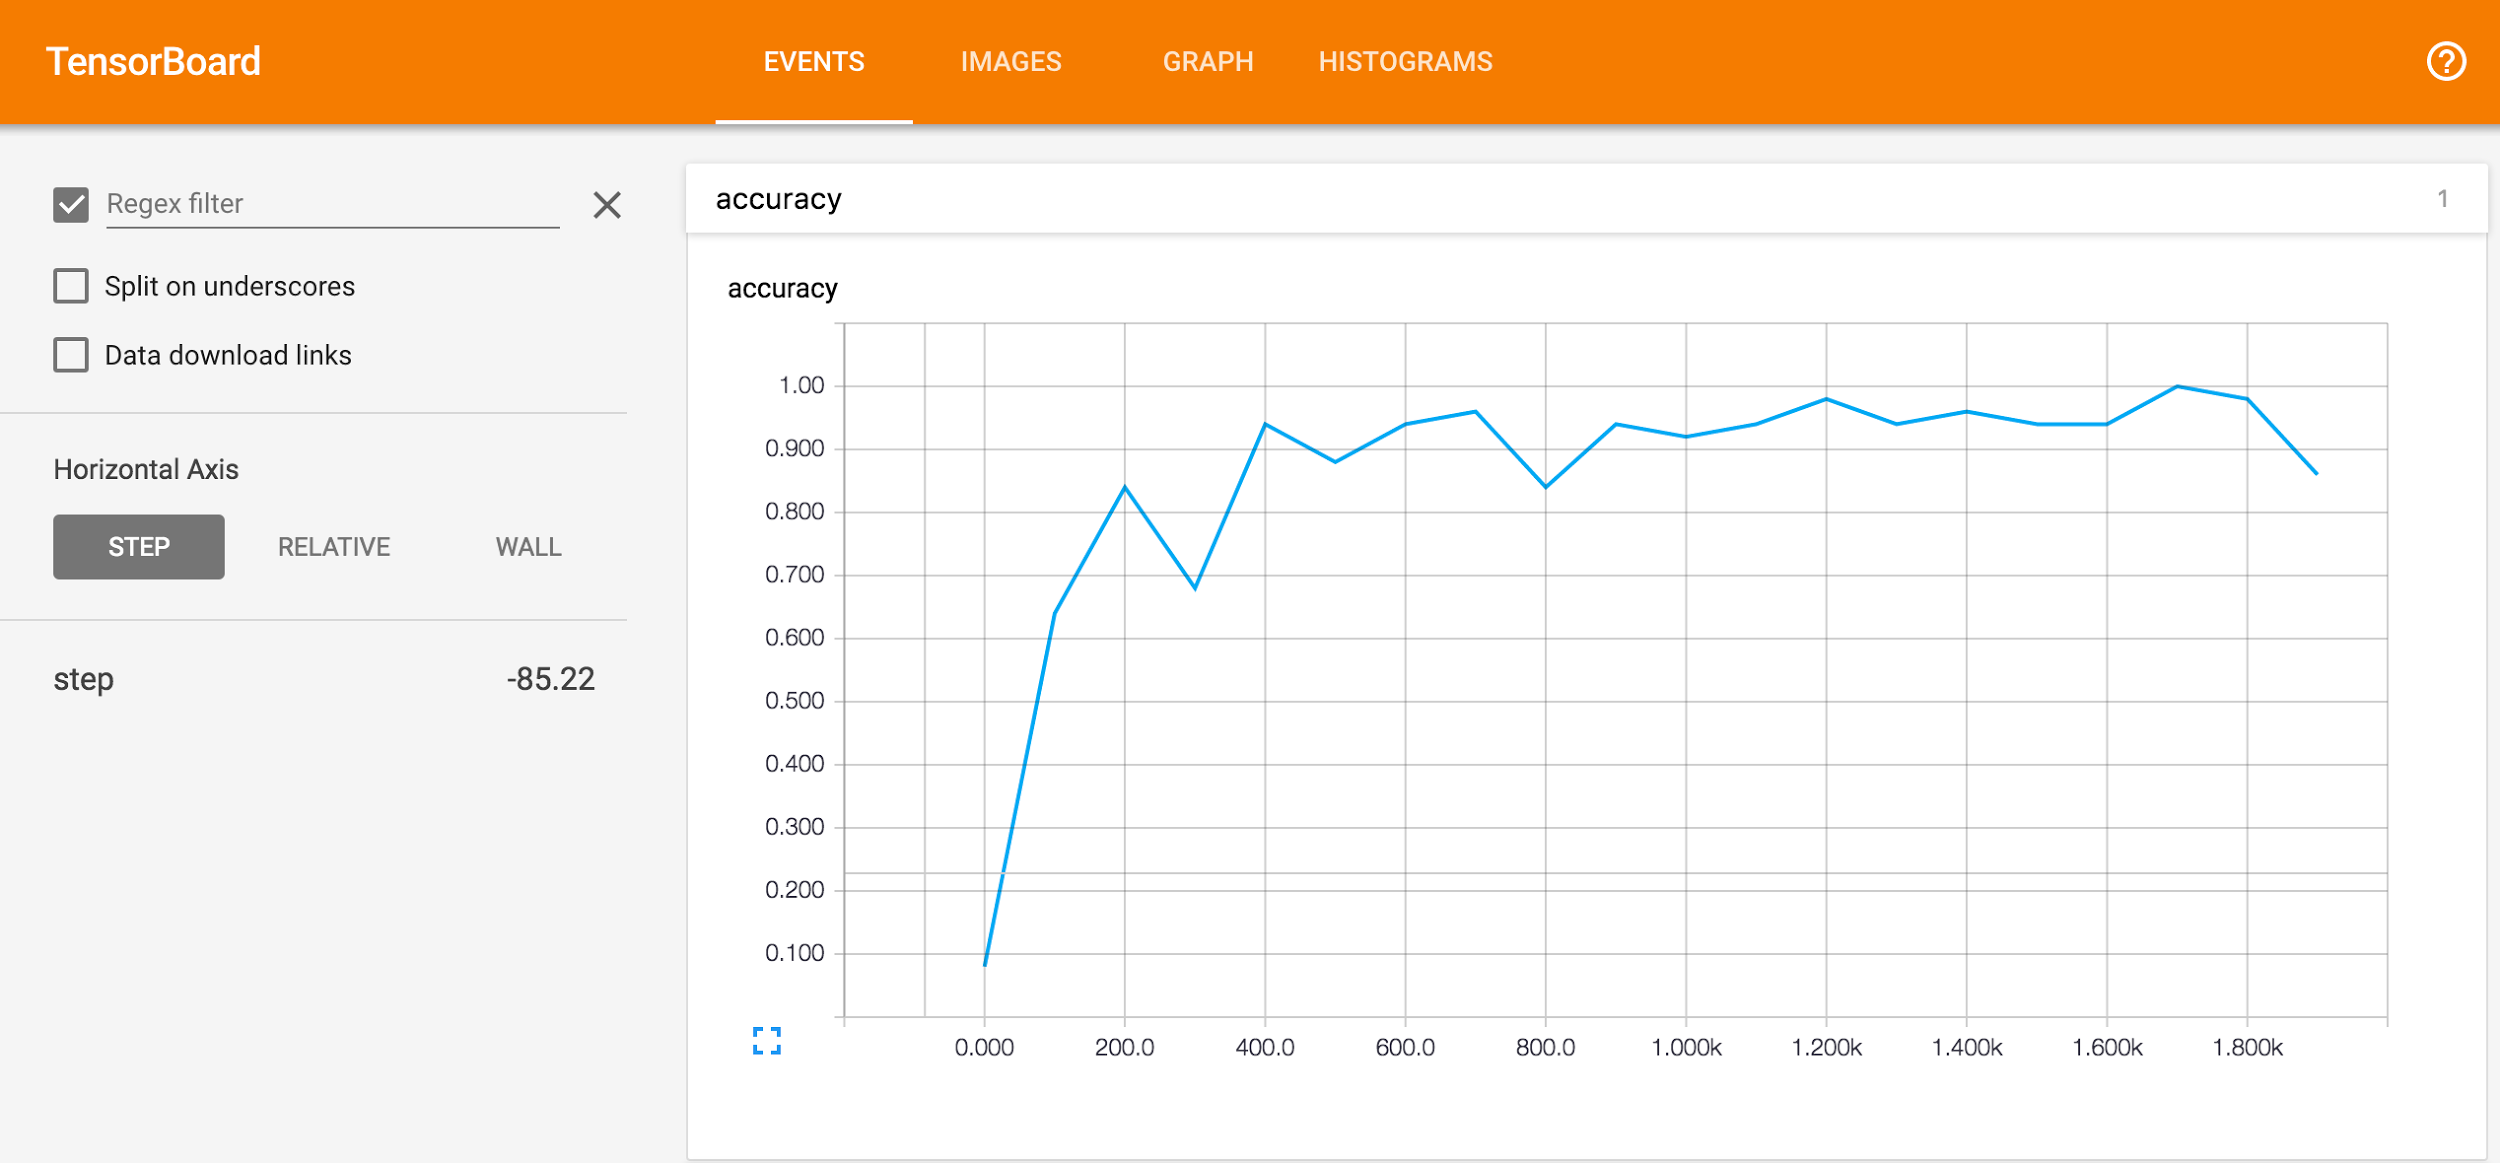 TensorBoard
EVENTS
IMAGES
GRAPH
HISTOGRAMS
?
Regex filter
Split on underscores
Data download links
Horizontal Axis
STEP
RELATIVE
WALL
step
-85.22
accuracy
1
accuracy
1.00
0.900
0.800
0.700
0.600
0.500
0.400
0.300
0.200
0.100
0.000
200.0
400.0
600.0
800.0
1.000k
1.200k
1.400k
1.600k
1.800k